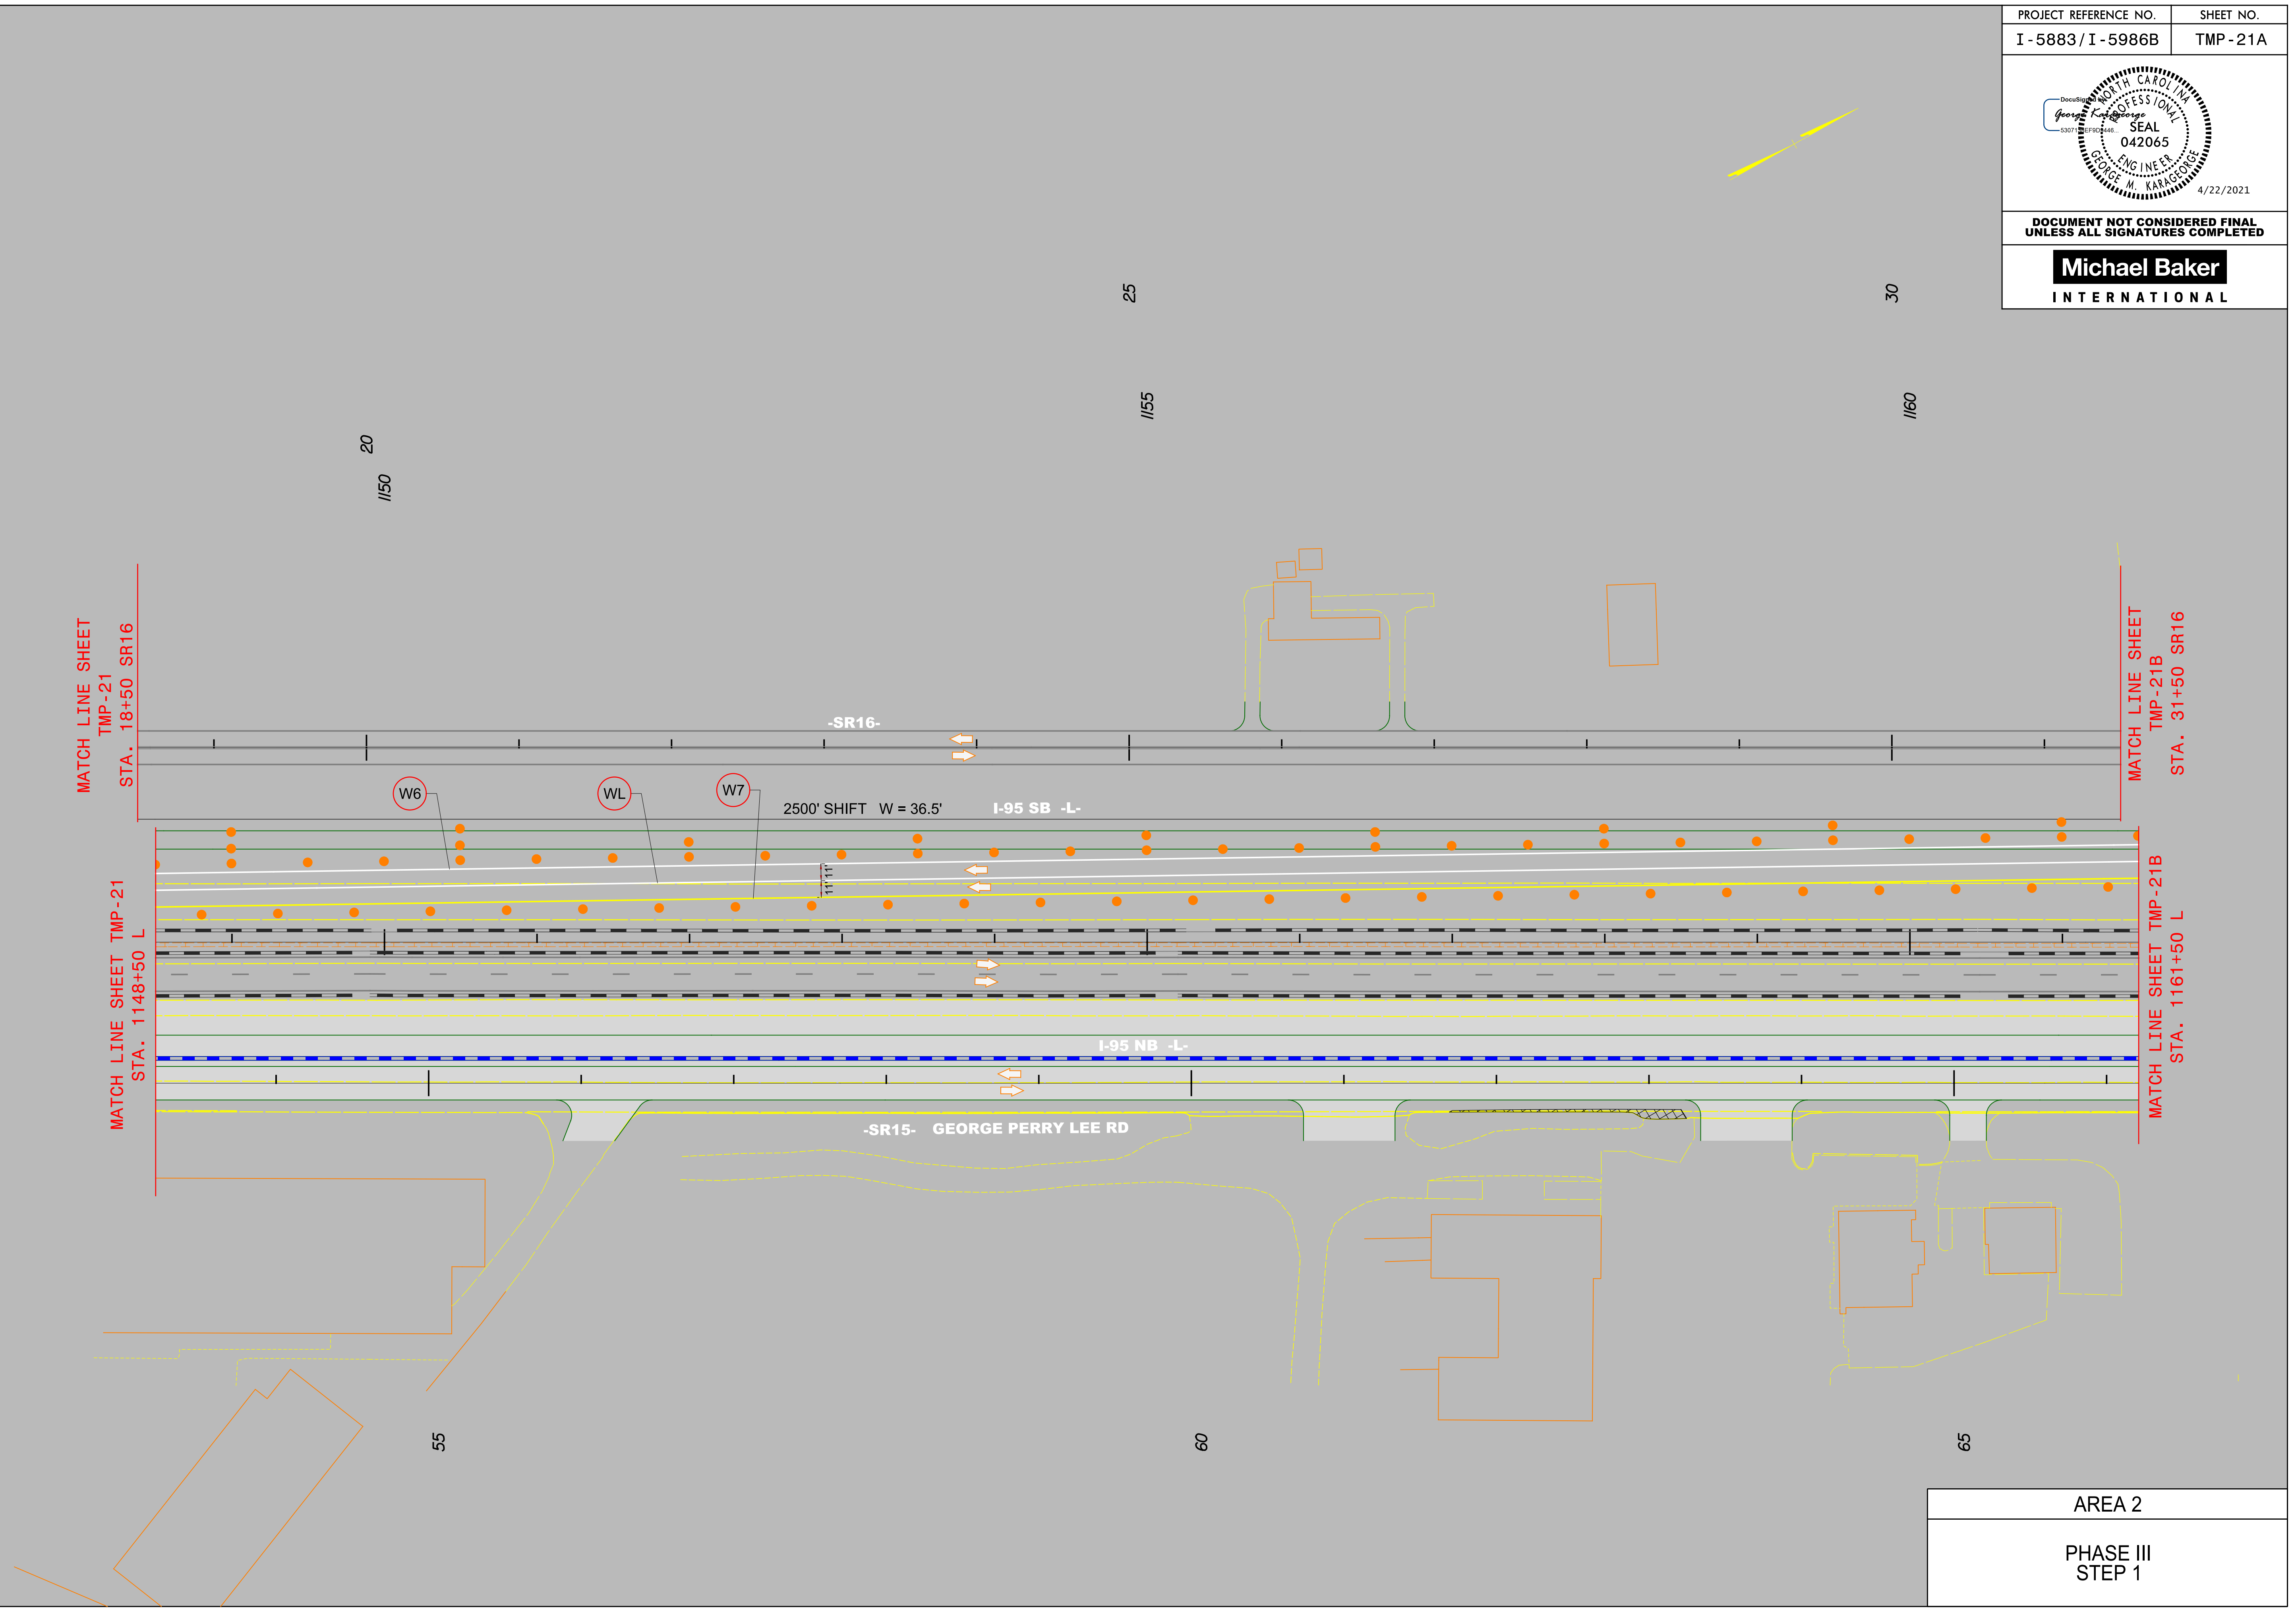 PROJECT REFERENCE NO.
SHEET NO.
I-5883/I-5986B
TMP-21A
DocuSigned
George Karageorge
NORTH CAROLINA
PROFESSIONAL
SEAL
042065
ENGINEER
GEORGE M. KARAGEORGE
4/22/2021
DOCUMENT NOT CONSIDERED FINAL
UNLESS ALL SIGNATURES COMPLETED
Michael Baker
INTERNATIONAL
25
30
1155
1160
20
1150
MATCH LINE SHEET
TMP-21
STA. 18+50 SR16
MATCH LINE SHEET
TMP-21B
STA. 31+50 SR16
-SR16-
W6
WL
W7
2500' SHIFT W = 36.5'
I-95 SB -L-
11'
11'
MATCH LINE SHEET TMP-21
STA. 1148+50 L
MATCH LINE SHEET TMP-21B
STA. 1161+50 L
I-95 NB -L-
-SR15- GEORGE PERRY LEE RD
55
60
65
AREA 2
PHASE III
STEP 1